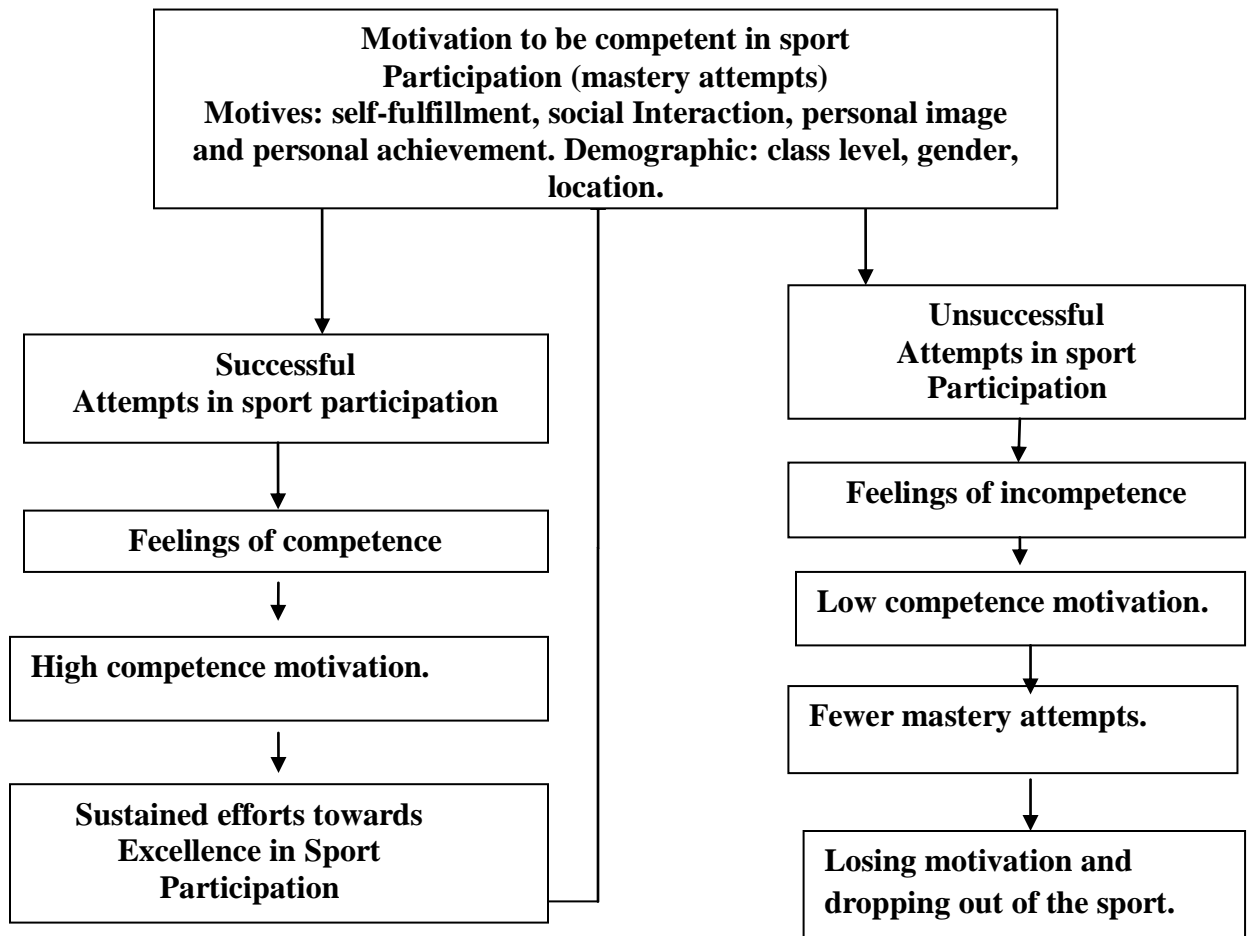 Motivation to be competent in sport
Participation (mastery attempts)
Motives: self-fulfillment, social Interaction, personal image
and personal achievement. Demographic: class level, gender,
location.
Successful
Attempts in sport participation
Feelings of competence
High competence motivation.
Sustained efforts towards
Excellence in Sport
Participation
Unsuccessful
Attempts in sport
Participation
Feelings of incompetence
Low competence motivation.
Fewer mastery attempts.
Losing motivation and
dropping out of the sport.